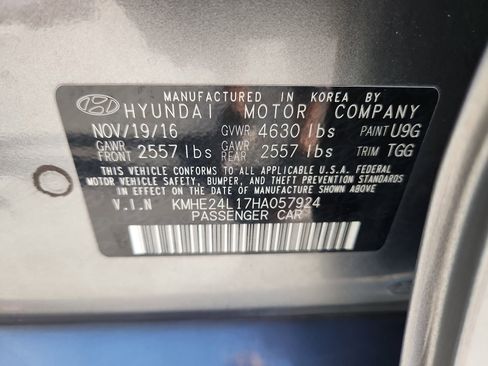 MANUFACTURED IN KOREA BY
HYUNDAI MOTOR COMPANY
NOV/19/16 GVWR 4630 lbs PAINT U9G
GAWR FRONT 2557 lbs GAWR REAR 2557 lbs TRIM TGG
THIS VEHICLE CONFORMS TO ALL APPLICABLE U.S.A. FEDERAL
MOTOR VEHICLE SAFETY, BUMPER, AND THEFT PREVENTION STANDARDS
IN EFFECT ON THE DATE OF MANUFACTURE SHOWN ABOVE.
V.I.N KMHE24L17HA057924
PASSENGER CAR